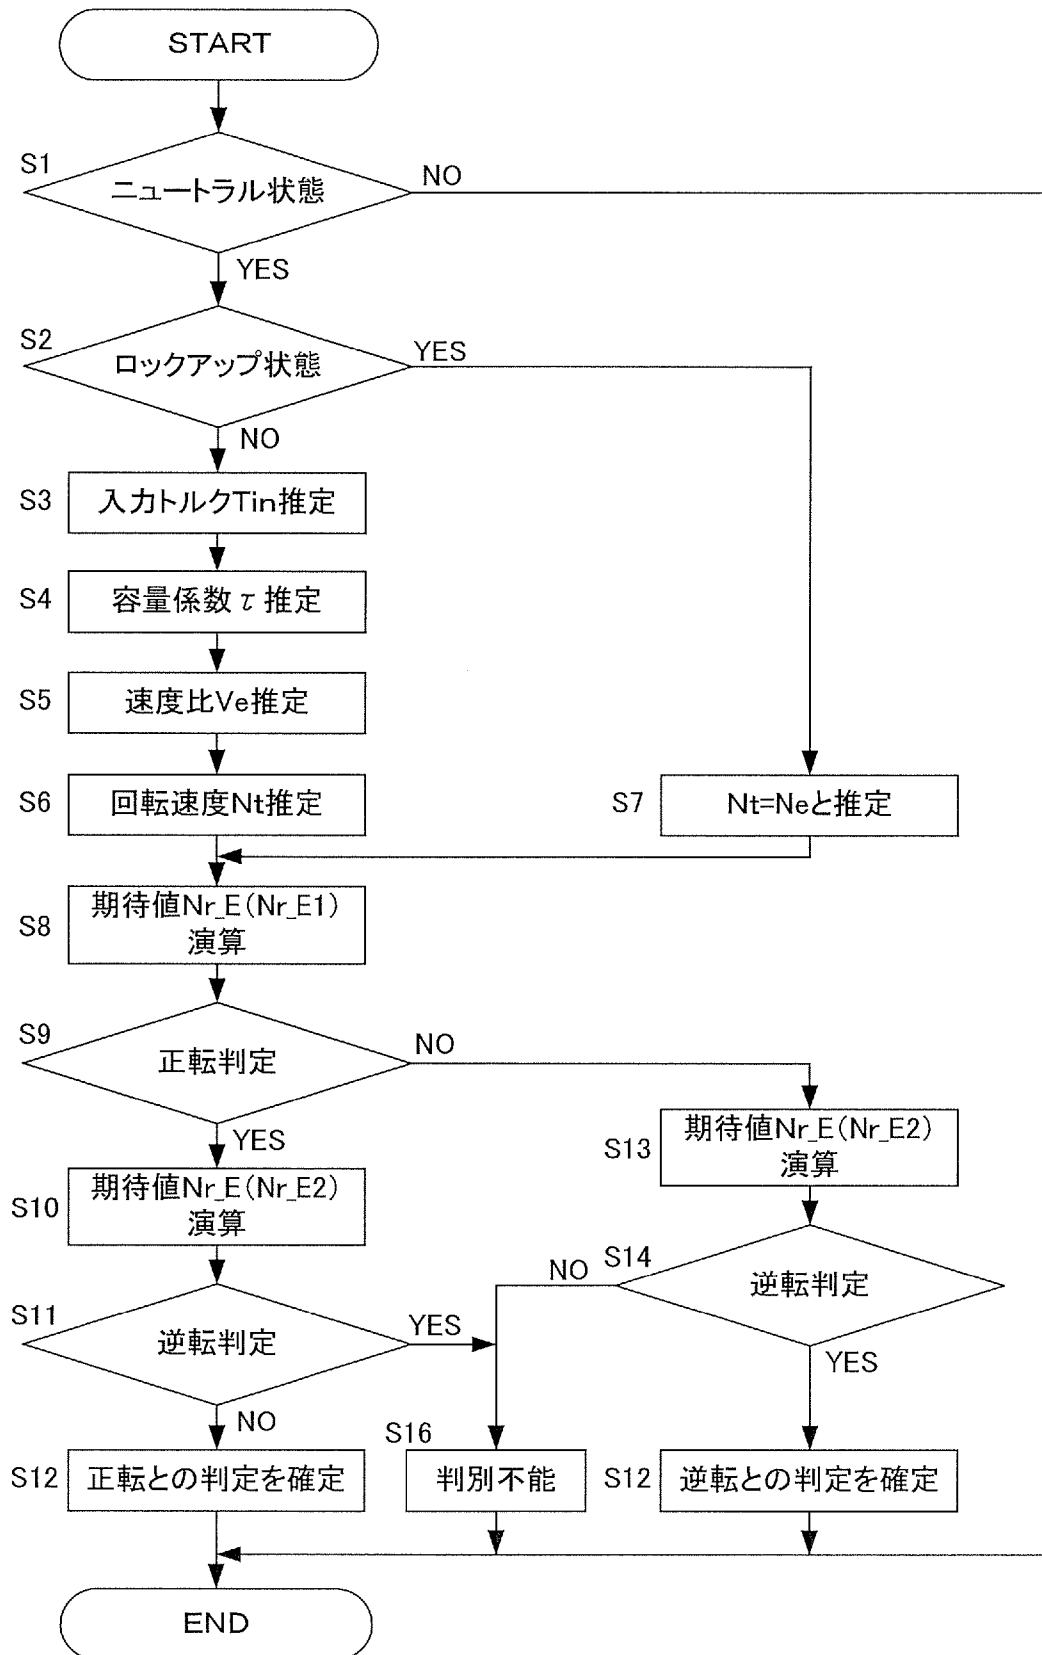 START
S1
ニュートラル状態
NO
YES
S2
ロックアップ状態
YES
NO
S3
入力トルクTin推定
S4
容量係数τ推定
S5
速度比Ve推定
S6
回転速度Nt推定
S7
Nt=Neと推定
S8
期待値Nr_E(Nr_E1)
演算
S9
正転判定
NO
YES
S13
期待値Nr_E(Nr_E2)
演算
S10
期待値Nr_E(Nr_E2)
演算
S14
逆転判定
NO
YES
S11
逆転判定
YES
NO
S12
正転との判定を確定
S16
判別不能
S12
逆転との判定を確定
END